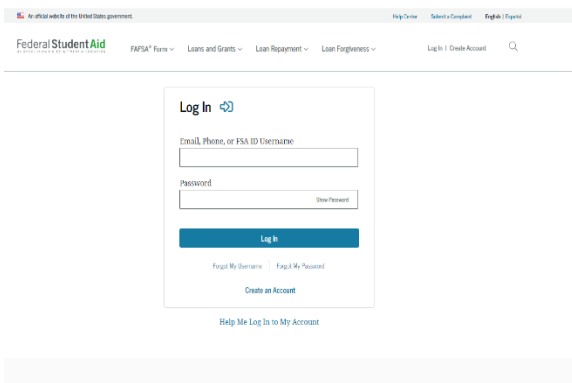 An official website of the United States government.
Help Center Submit a Complaint English | Español
Federal Student Aid
FAFSA® Form Loans and Grants Loan Repayment Loan Forgiveness
Log In | Create Account
Log In
Email, Phone, or FSA ID Username
Password
Show Password
Log In
Forgot My Username Forgot My Password
Create an Account
Help Me Log In to My Account